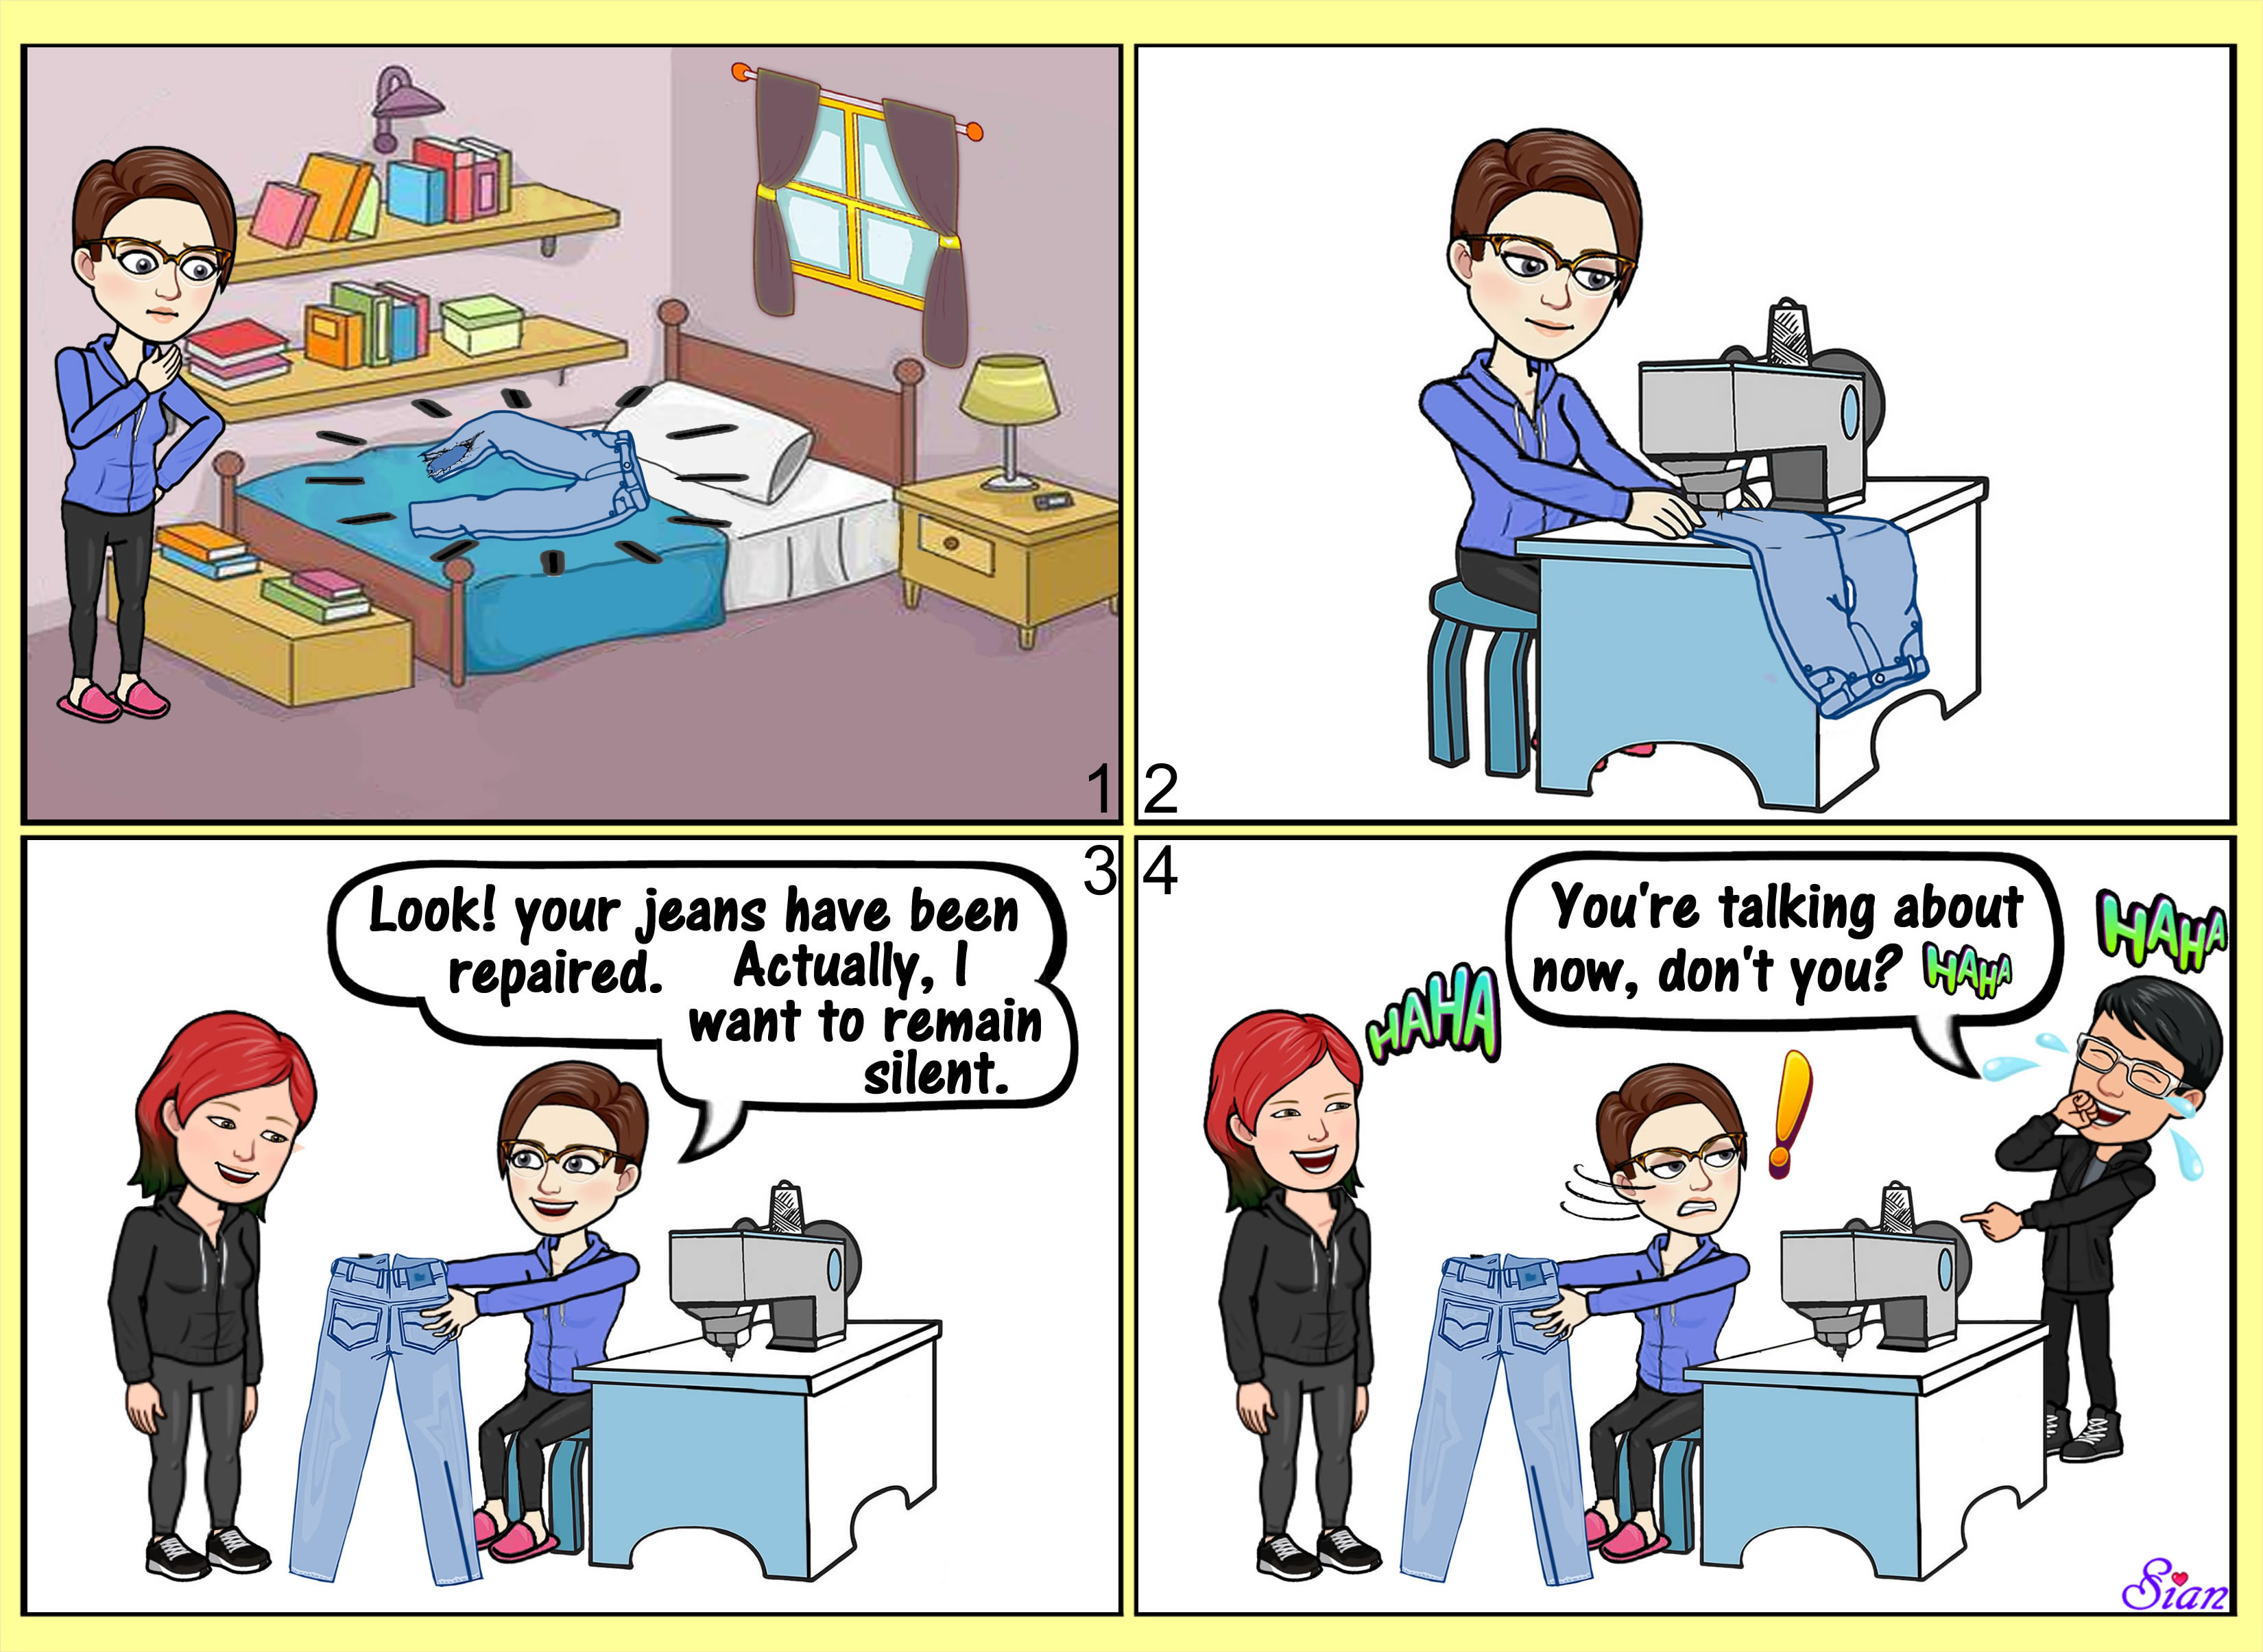 1
2
3
Look! your jeans have been
repaired. Actually, I
want to remain
silent.
4
You're talking about
now, don't you? HAHA
HAHA
HAHA
Sian